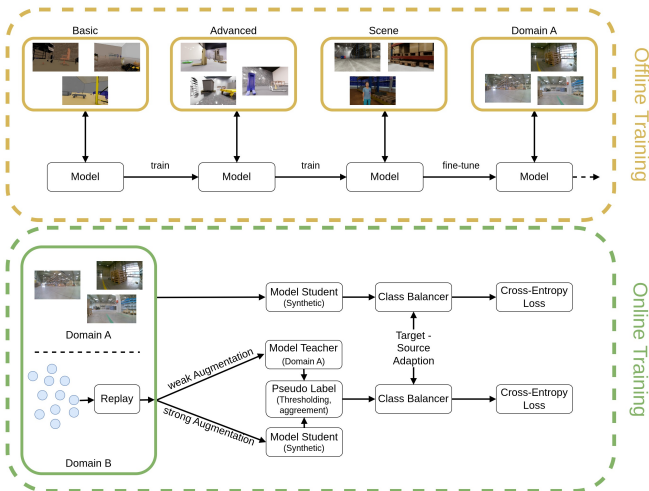 Basic
Advanced
Scene
Domain A
Offline Training
Model
train
Model
train
Model
fine-tune
Model
Online Training
Domain A
Model Student
(Synthetic)
Class Balancer
Cross-Entropy
Loss
Target -
Source
Adaption
weak Augmentation
Model Teacher
(Domain A)
Replay
Pseudo Label
(Thresholding,
aggreement)
Class Balancer
Cross-Entropy
Loss
strong Augmentation
Model Student
(Synthetic)
Domain B